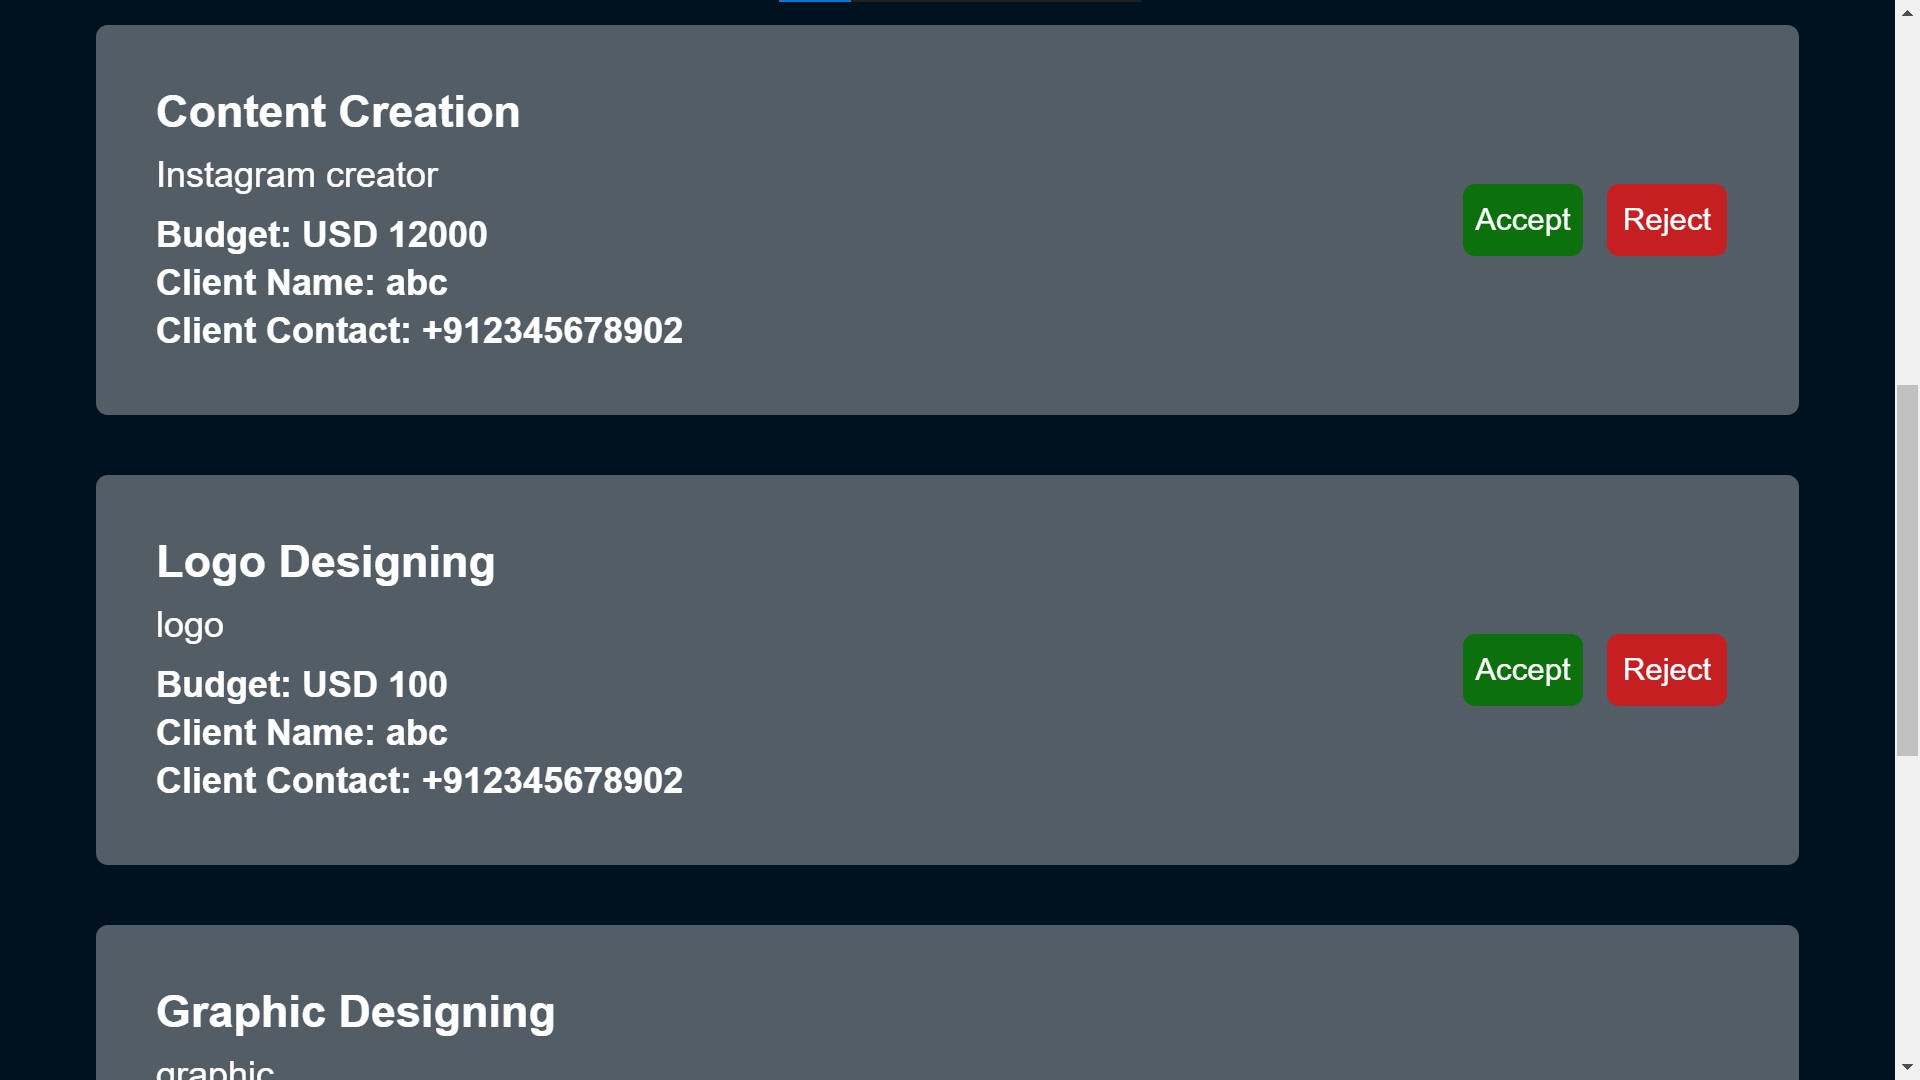 Content Creation
Instagram creator
Budget: USD 12000
Client Name: abc
Client Contact: +912345678902
Accept
Reject
Logo Designing
logo
Budget: USD 100
Client Name: abc
Client Contact: +912345678902
Accept
Reject
Graphic Designing
graphic